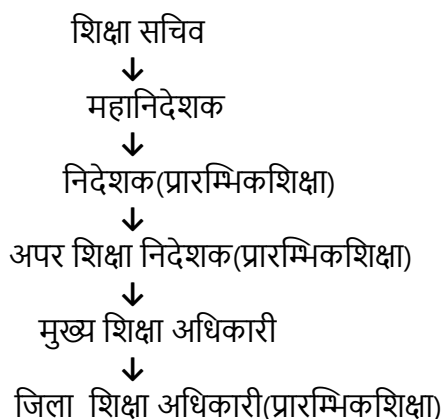 शिक्षा सचिव
↓
महानिदेशक
↓
निदेशक(प्रारम्भिकशिक्षा)
↓
अपर शिक्षा निदेशक(प्रारम्भिकशिक्षा)
↓
मुख्य शिक्षा अधिकारी
↓
जिला शिक्षा अधिकारी(प्रारम्भिकशिक्षा)